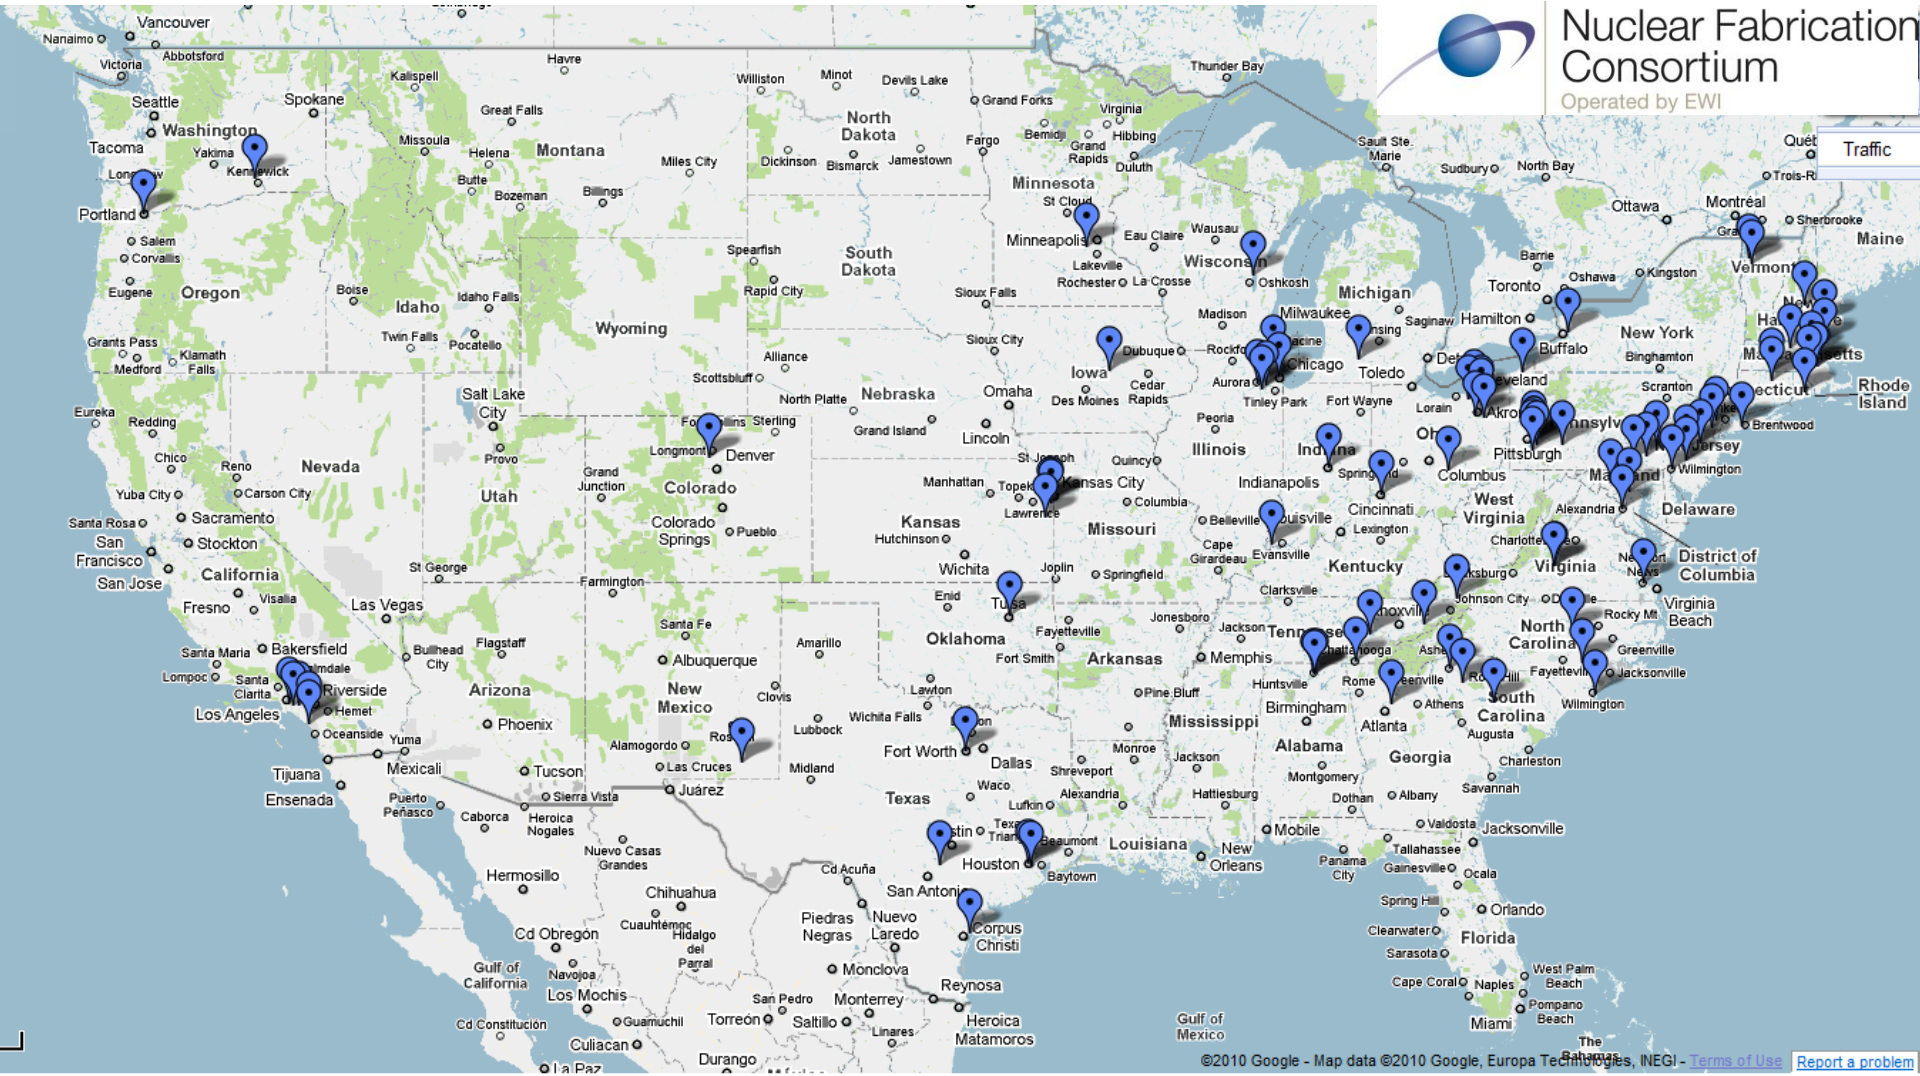 Nuclear Fabrication
Consortium
Operated by EWI
Traffic
Vancouver
Nanaimo
Abbotsford
Victoria
Seattle
Spokane
Kalispell
Havre
Williston
Minot
Devils Lake
Grand Forks
Thunder Bay
Washington
Tacoma
Yakima
Kennewick
Great Falls
Missoula
Helena
Montana
Miles City
Dickinson
Bismarck
Jamestown
North
Dakota
Fargo
Bemidji
Virginia
Hibbing
Grand
Rapids
Duluth
Sault Ste.
Marie
Sudbury
North Bay
Portland
Butte
Bozeman
Billings
Minnesota
St Cloud
Minneapolis
Eau Claire
Wausau
Wisconsin
Ottawa
Montréal
Sherbrooke
Maine
Salem
Corvallis
Eugene
Oregon
Boise
Idaho
Idaho Falls
Spearfish
Rapid City
South
Dakota
Sioux Falls
Lakeville
Rochester
La Crosse
Oshkosh
Barrie
Oshawa
Kingston
Toronto
Vermont
Michigan
Hamilton
Saginaw
New York
Madison
Milwaukee
Grants Pass
Medford
Klamath
Falls
Twin Falls
Pocatello
Wyoming
Alliance
Scottsbluff
Sioux City
Dubuque
Iowa
Cedar
Rapids
Des Moines
Aurora
Chicago
Tinley Park
Toledo
Fort Wayne
Buffalo
Binghamton
Scranton
Rhode
Island
Eureka
Redding
Salt Lake
City
Provo
North Platte
Nebraska
Grand Island
Omaha
Lincoln
Peoria
Illinois
Indiana
Lorain
Akron
Pittsburgh
Brentwood
Chico
Reno
Nevada
Yuba City
Carson City
Sterling
Longmont
Denver
Grand
Junction
Utah
Colorado
St Joseph
Quincy
Kansas City
Manhattan
Columbia
Lawrence
Indianapolis
Columbus
Cincinnati
Wilmington
Maryland
Delaware
Santa Rosa
Sacramento
San
Francisco
Stockton
San Jose
California
Colorado
Springs
Pueblo
Kansas
Hutchinson
Wichita
Missouri
Belleville
Cape
Girardeau
Evansville
Lexington
West
Virginia
Alexandria
District of
Columbia
Fresno
Visalia
St George
Las Vegas
Farmington
Joplin
Springfield
Kentucky
Virginia
Virginia
Beach
Santa Maria
Lompoc
Bakersfield
Santa
Clarita
Riverside
Los Angeles
Hemet
Oceanside
Bullhead
City
Flagstaff
Santa Fe
Albuquerque
Amarillo
Enid
Tulsa
Oklahoma
Fayetteville
Fort Smith
Clarksville
Jonesboro
Jackson
Memphis
Arkansas
Johnson City
Rocky Mt
North
Carolina
Greenville
Jacksonville
Wilmington
Arizona
Phoenix
New
Mexico
Clovis
Lubbock
Lawton
Wichita Falls
Pine Bluff
Huntsville
Rome
Birmingham
Athens
Atlanta
South
Carolina
Augusta
Yuma
Mexicali
Tijuana
Ensenada
Tucson
Sierra Vista
Alamogordo
Las Cruces
Juárez
Midland
Fort Worth
Dallas
Waco
Texas
Lufkin
Shreveport
Monroe
Alexandria
Mississippi
Jackson
Alabama
Montgomery
Hattiesburg
Georgia
Charleston
Savannah
Albany
Dothan
Puerto
Peñasco
Caborca
Heroica
Nogales
Nuevo Casas
Grandes
Hermosillo
Chihuahua
Cuauhtémoc
Cd Acuña
San Antonio
Houston
Beaumont
Baytown
Louisiana
New
Orleans
Mobile
Panama
City
Valdosta
Jacksonville
Tallahassee
Gainesville
Ocala
Cd Obregón
Hidalgo
del
Parral
Piedras
Negras
Nuevo
Laredo
Corpus
Christi
Spring Hill
Orlando
Clearwater
Florida
Sarasota
Gulf of
California
Navojoa
Los Mochis
Monclova
Reynosa
Cape Coral
Naples
West Palm
Beach
Pompano
Beach
Miami
Cd Constitución
Guamuchil
Culiacan
San Pedro
Torreón
Monterrey
Saltillo
Linares
Heroica
Matamoros
Gulf of
Mexico
The
Bahamas
La Paz
Durango
©2010 Google - Map data ©2010 Google, Europa Technologies, INEGI - Terms of Use
Report a problem